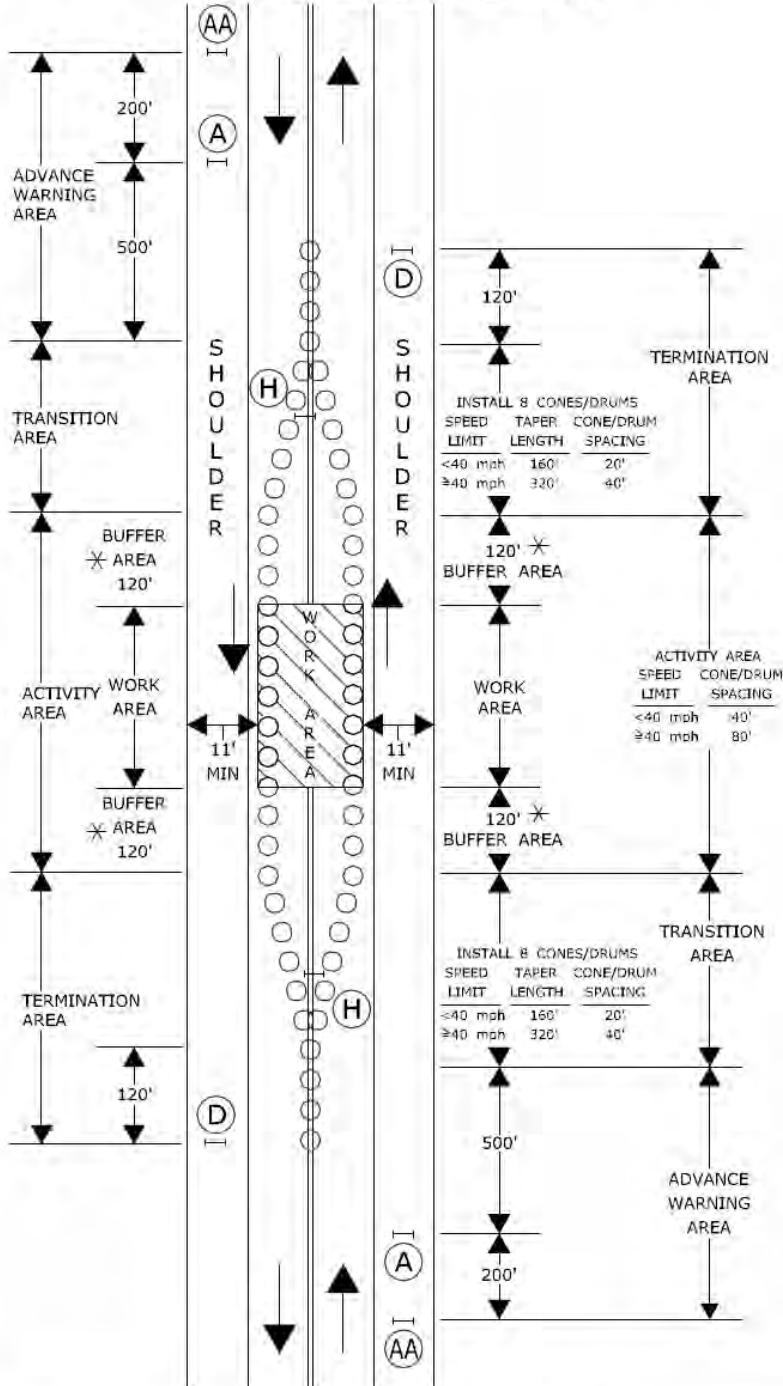 AA
200'
A
ADVANCE
WARNING
AREA
500'
D
120'
SHOULDER
SHOULDER
TERMINATION
AREA
H
TRANSITION
AREA
INSTALL 8 CONES/DRUMS
SPEED TAPER CONE/DRUM
LIMIT LENGTH SPACING
<40 mph 160' 20'
≥40 mph 320' 40'
BUFFER
* AREA
120'
120' *
BUFFER AREA
WORK AREA
ACTIVITY
AREA
WORK
AREA
WORK
AREA
ACTIVITY AREA
SPEED CONE/DRUM
LIMIT SPACING
<40 mph 40'
≥40 mph 80'
11'
MIN
11'
MIN
BUFFER
* AREA
120'
120' *
BUFFER AREA
TRANSITION
AREA
INSTALL 8 CONES/DRUMS
SPEED TAPER CONE/DRUM
LIMIT LENGTH SPACING
<40 mph 160' 20'
≥40 mph 320' 40'
TERMINATION
AREA
H
120'
D
500'
ADVANCE
WARNING
AREA
A
200'
AA